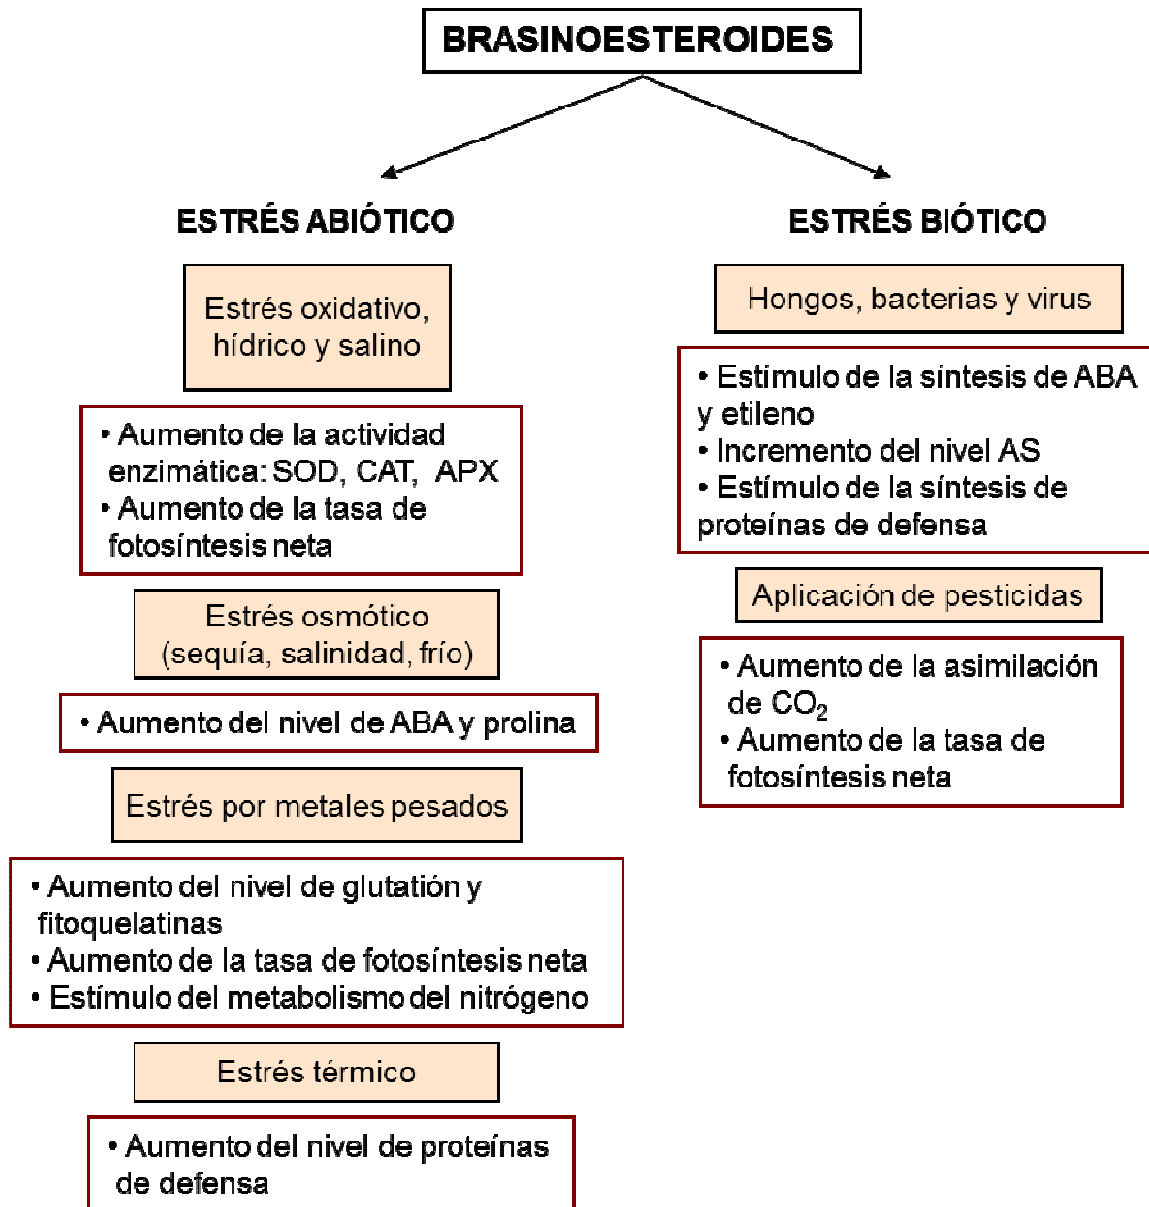 BRASINOESTEROIDES
ESTRÉS ABIÓTICO
Estrés oxidativo,
hídrico y salino
• Aumento de la actividad
enzimática: SOD, CAT, APX
• Aumento de la tasa de
fotosíntesis neta
Estrés osmótico
(sequía, salinidad, frío)
• Aumento del nivel de ABA y prolina
Estrés por metales pesados
• Aumento del nivel de glutatión y
fitoquelatinas
• Aumento de la tasa de fotosíntesis neta
• Estímulo del metabolismo del nitrógeno
Estrés térmico
• Aumento del nivel de proteínas
de defensa
ESTRÉS BIÓTICO
Hongos, bacterias y virus
• Estímulo de la síntesis de ABA
y etileno
• Incremento del nivel AS
• Estímulo de la síntesis de
proteínas de defensa
Aplicación de pesticidas
• Aumento de la asimilación
de CO₂
• Aumento de la tasa de
fotosíntesis neta